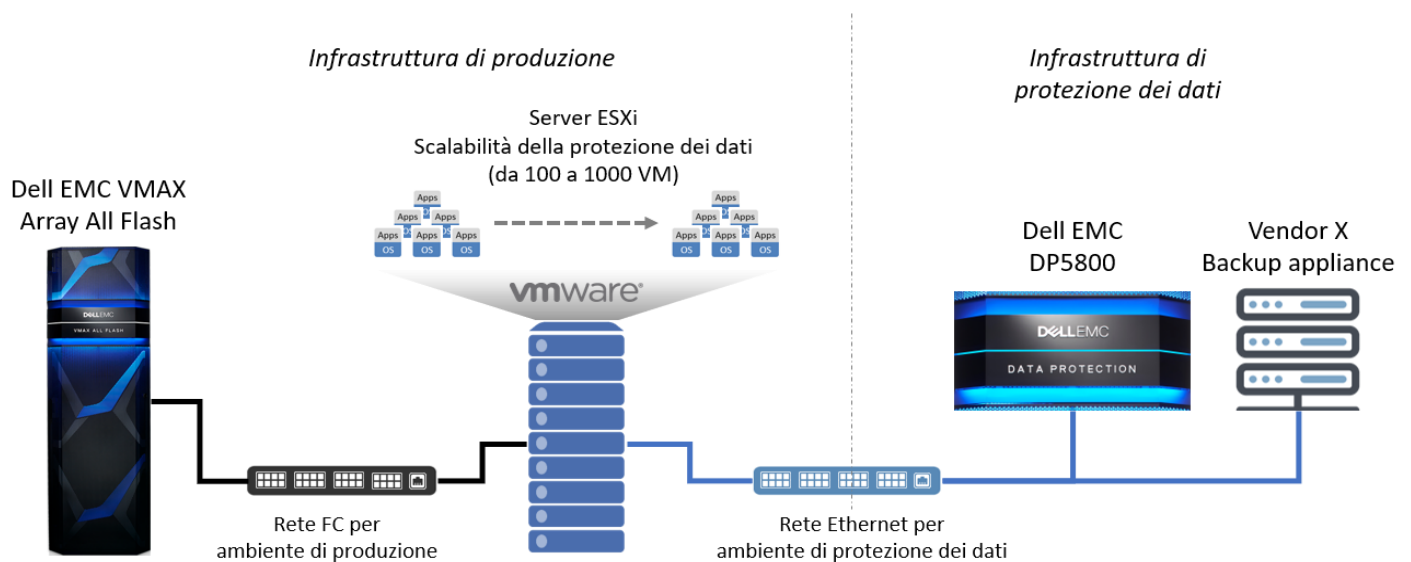 Infrastruttura di produzione
Infrastruttura di
protezione dei dati
Server ESXi
Scalabilità della protezione dei dati
(da 100 a 1000 VM)
Dell EMC VMAX
Array All Flash
Apps
OS
Apps Apps
Apps Apps Apps
OS OS OS
Apps
OS
Apps Apps
Apps Apps Apps
OS OS OS
vmware®
Dell EMC
DP5800
Vendor X
Backup appliance
DELLEMC
VMAX ALL FLASH
DELLEMC
DATA PROTECTION
Rete FC per
ambiente di produzione
Rete Ethernet per
ambiente di protezione dei dati